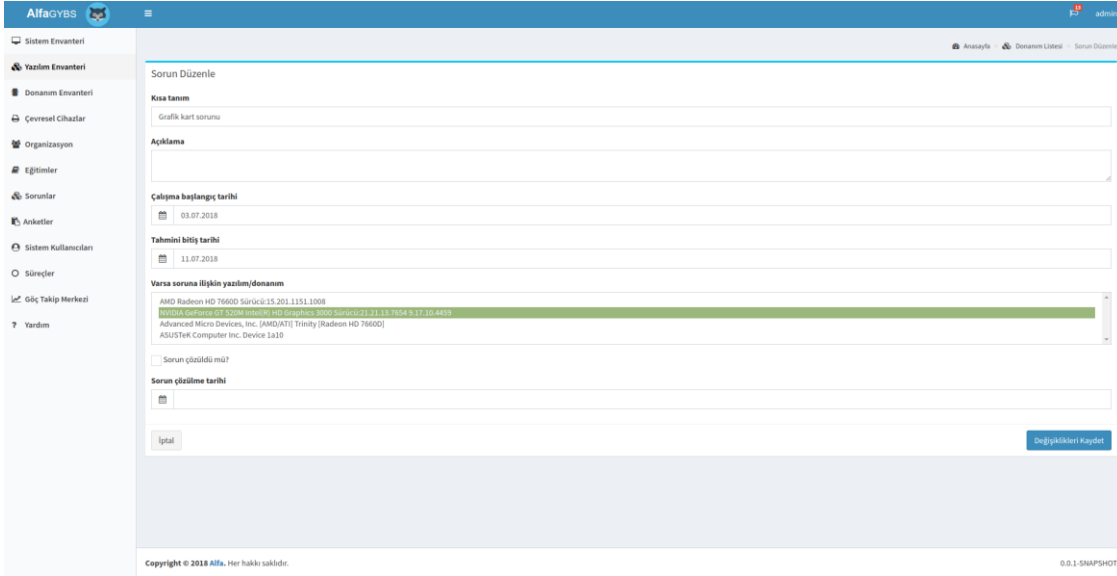 AlfaGYBS
13
admin
Sistem Envanteri
Yazılım Envanteri
Donanım Envanteri
Çevresel Cihazlar
Organizasyon
Eğitimler
Sorunlar
Anketler
Sistem Kullanıcıları
Süreçler
Göç Takip Merkezi
? Yardım
Anasayfa
Donanım Listesi
Sorun Düzenle
Sorun Düzenle
Kısa tanım
Grafik kart sorunu
Açıklama
Çalışma başlangıç tarihi
03.07.2018
Tahmini bitiş tarihi
11.07.2018
Varsa soruna ilişkin yazılım/donanım
AMD Radeon HD 7660D Sürücü:15.201.1151.1008
NVIDIA GeForce GT 520M Intel(R) HD Graphics 3000 Sürücü:21.21.13.7654 9.17.10.4459
Advanced Micro Devices, Inc. [AMD/ATI] Trinity [Radeon HD 7660D]
ASUSTeK Computer Inc. Device 1a10
Sorun çözüldü mü?
Sorun çözülme tarihi
İptal
Değişiklikleri Kaydet
Copyright © 2018 Alfa. Her hakkı saklıdır.
0.0.1-SNAPSHOT